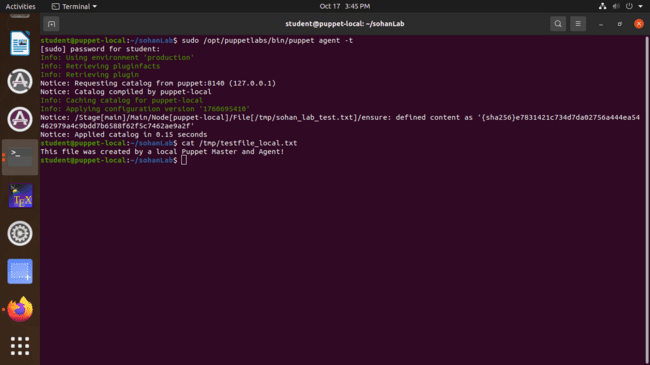 Activities
Terminal
Oct 17 3:45 PM
student@puppet-local: ~/sohanLab
student@puppet-local:~/sohanLab$ sudo /opt/puppetlabs/bin/puppet agent -t
[sudo] password for student:
Info: Using environment 'production'
Info: Retrieving pluginfacts
Info: Retrieving plugin
Notice: Requesting catalog from puppet:8140 (127.0.0.1)
Notice: Catalog compiled by puppet-local
Info: Caching catalog for puppet-local
Info: Applying configuration version '1760695410'
Notice: /Stage[main]/Main/Node[puppet-local]/File[/tmp/sohan_lab_test.txt]/ensure: defined content as '{sha256}e7831421c734d7da02756a444ea54
462979a4c9bdd7b6588f62f5c7462ae9a2f'
Notice: Applied catalog in 0.15 seconds
student@puppet-local:~/sohanLab$ cat /tmp/testfile_local.txt
This file was created by a local Puppet Master and Agent!
student@puppet-local:~/sohanLab$
TEX